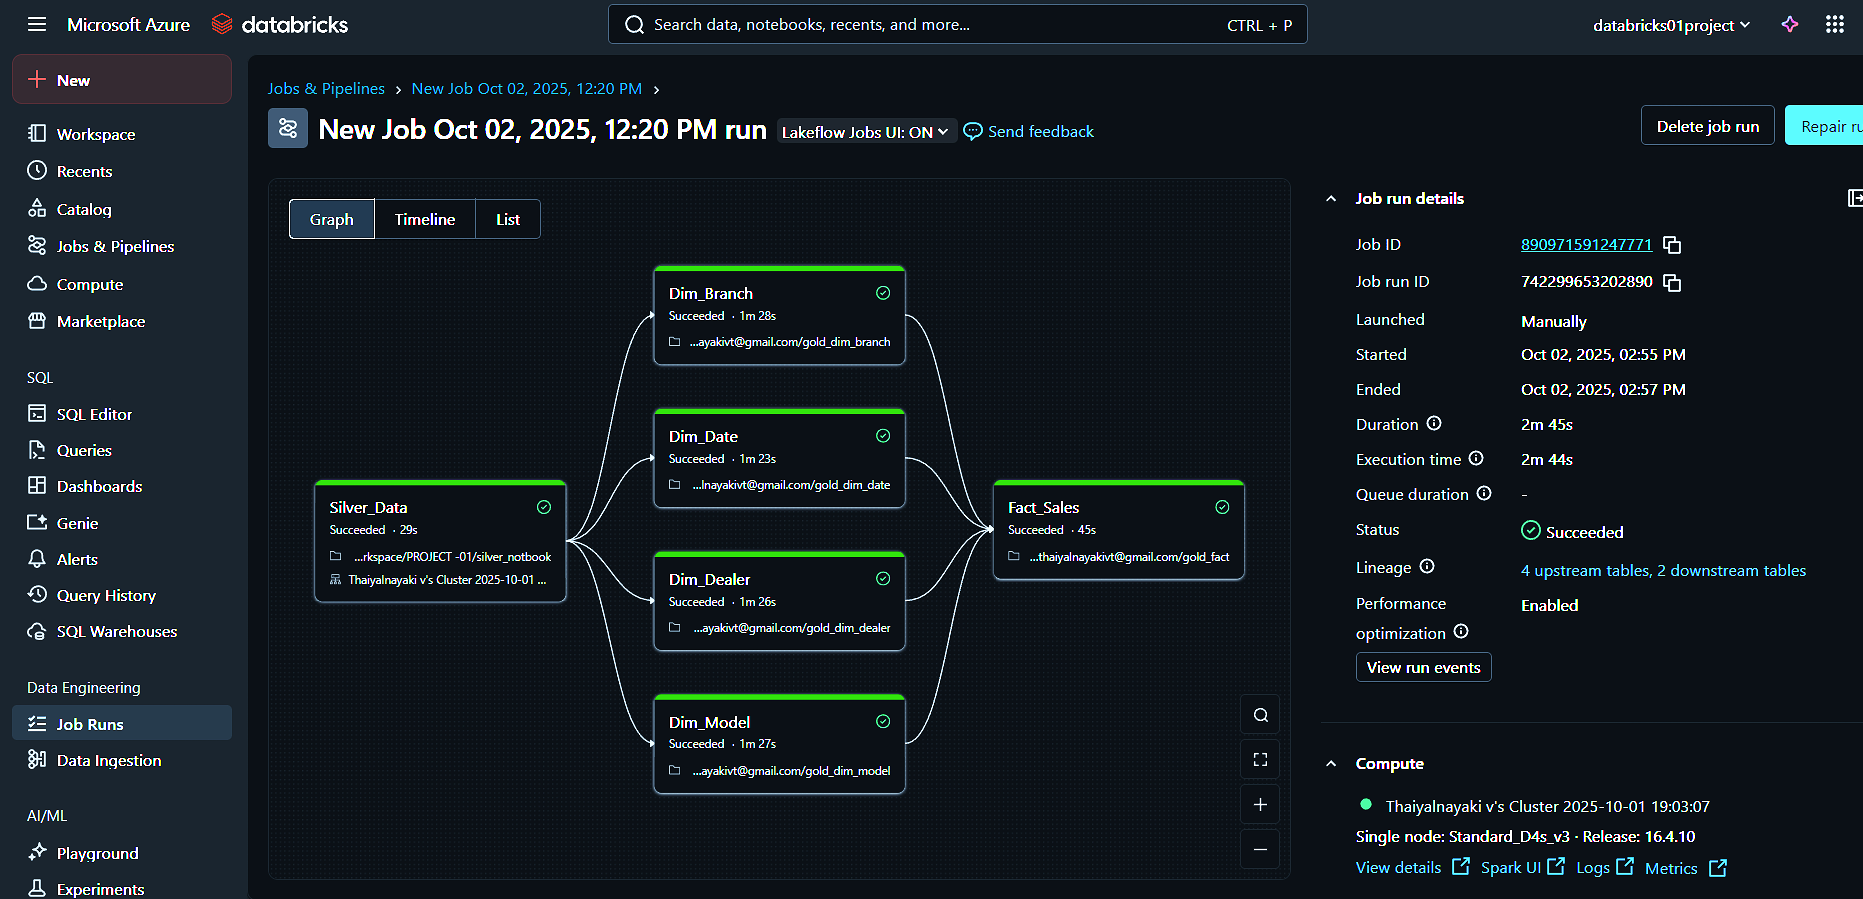 Microsoft Azure databricks
Search data, notebooks, recents, and more... CTRL + P
databricks01project
New
Workspace
Recents
Catalog
Jobs & Pipelines
Compute
Marketplace
SQL
SQL Editor
Queries
Dashboards
Genie
Alerts
Query History
SQL Warehouses
Data Engineering
Job Runs
Data Ingestion
AI/ML
Playground
Experiments
Jobs & Pipelines › New Job Oct 02, 2025, 12:20 PM ›
New Job Oct 02, 2025, 12:20 PM run
Lakeflow Jobs UI: ON
Send feedback
Delete job run
Repair ru
Graph
Timeline
List
Silver_Data
Succeeded · 29s
...rkspace/PROJECT -01/silver_notbook
Thaiyalnayaki v's Cluster 2025-10-01 ...
Dim_Branch
Succeeded · 1m 28s
...ayakivt@gmail.com/gold_dim_branch
Dim_Date
Succeeded · 1m 23s
...lnayakivt@gmail.com/gold_dim_date
Dim_Dealer
Succeeded · 1m 26s
...ayakivt@gmail.com/gold_dim_dealer
Dim_Model
Succeeded · 1m 27s
...ayakivt@gmail.com/gold_dim_model
Fact_Sales
Succeeded · 45s
...thaiyalnayakivt@gmail.com/gold_fact
Job run details
Job ID 890971591247771
Job run ID 742299653202890
Launched Manually
Started Oct 02, 2025, 02:55 PM
Ended Oct 02, 2025, 02:57 PM
Duration 2m 45s
Execution time 2m 44s
Queue duration -
Status Succeeded
Lineage 4 upstream tables, 2 downstream tables
Performance optimization Enabled
View run events
Compute
Thaiyalnayaki v's Cluster 2025-10-01 19:03:07
Single node: Standard_D4s_v3 · Release: 16.4.10
View details Spark UI Logs Metrics